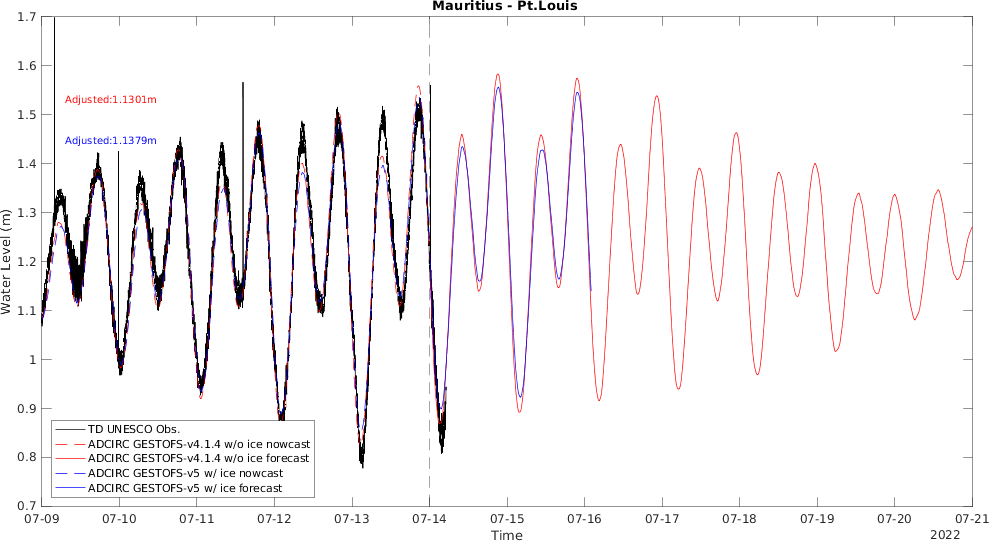 Mauritius - Pt.Louis
1.7
1.6
1.5
1.4
1.3
1.2
1.1
1
0.9
0.8
0.7
Water Level (m)
Adjusted:1.1301m
Adjusted:1.1379m
TD UNESCO Obs.
ADCIRC GESTOFS-v4.1.4 w/o ice nowcast
ADCIRC GESTOFS-v4.1.4 w/o ice forecast
ADCIRC GESTOFS-v5 w/ ice nowcast
ADCIRC GESTOFS-v5 w/ ice forecast
07-09 07-10 07-11 07-12 07-13 07-14 07-15 07-16 07-17 07-18 07-19 07-20 07-21
Time
2022